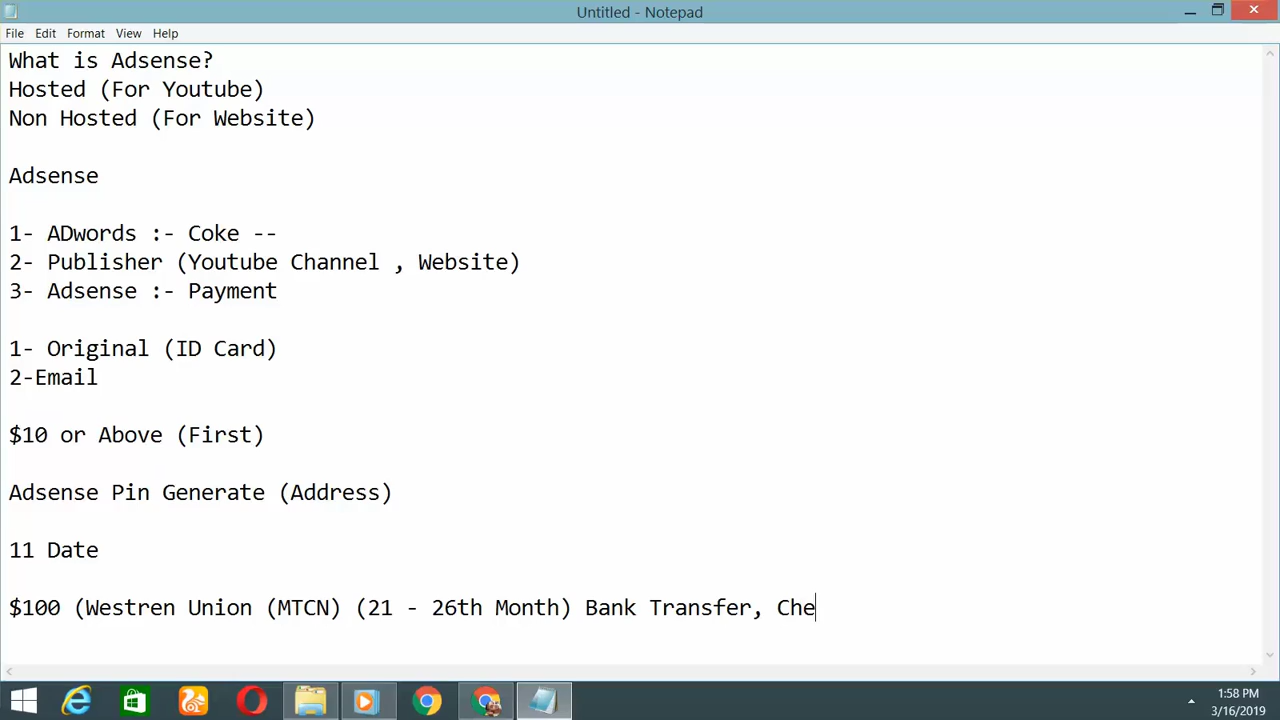 Untitled - Notepad
File Edit Format View Help
What is Adsense?
Hosted (For Youtube)
Non Hosted (For Website)
Adsense
1- ADwords :- Coke --
2- Publisher (Youtube Channel , Website)
3- Adsense :- Payment
1- Original (ID Card)
2-Email
$10 or Above (First)
Adsense Pin Generate (Address)
11 Date
$100 (Westren Union (MTCN) (21 - 26th Month) Bank Transfer, Che
1:58 PM
3/16/2019